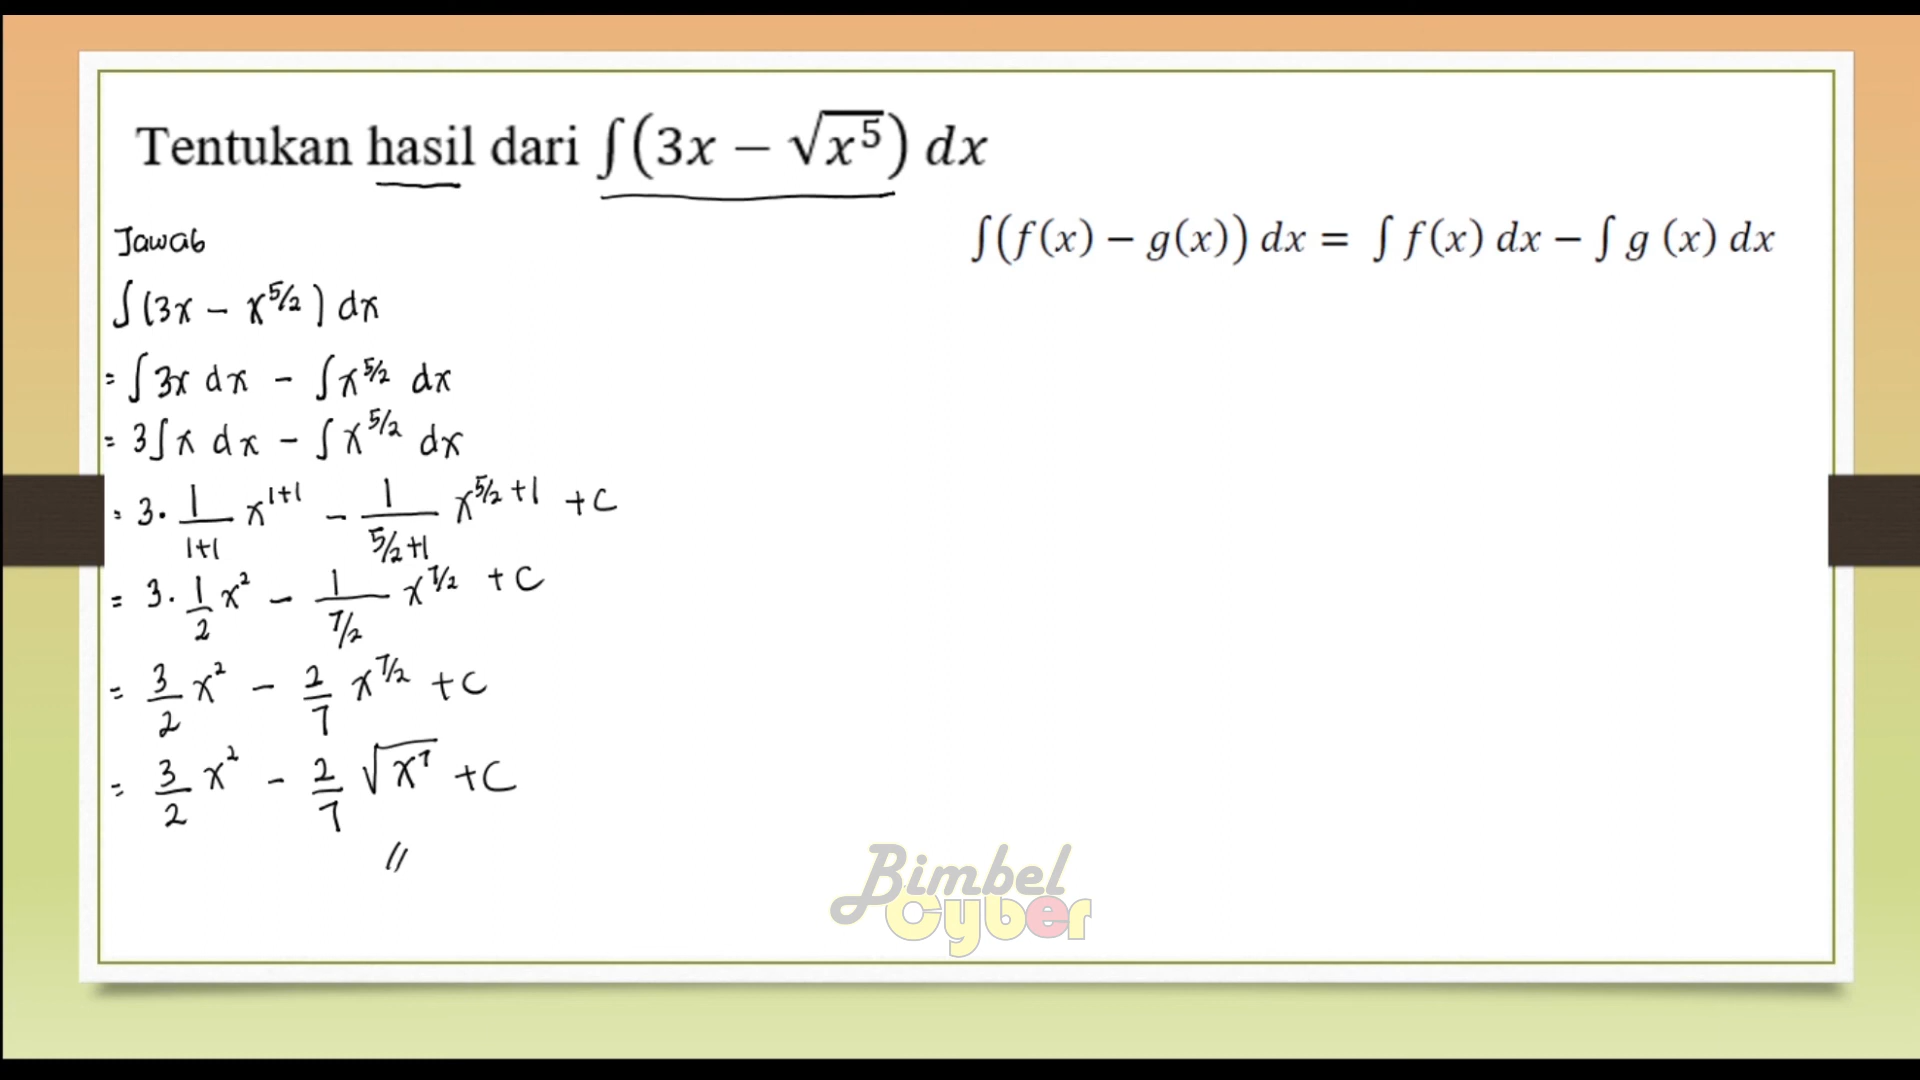 Tentukan hasil dari ∫(3x − √x⁵) dx
∫(f(x) − g(x)) dx = ∫ f(x) dx − ∫ g (x) dx
Jawab
∫(3x − x^5/2) dx
= ∫3x dx − ∫x^5/2 dx
= 3∫x dx − ∫x^5/2 dx
= 3 · 1/(1+1) x^(1+1) − 1/(5/2+1) x^(5/2+1) + C
= 3 · 1/2 x² − 1/(7/2) x^7/2 + C
= 3/2 x² − 2/7 x^7/2 + C
= 3/2 x² − 2/7 √x⁷ + C
//
Bimbel
Cyber